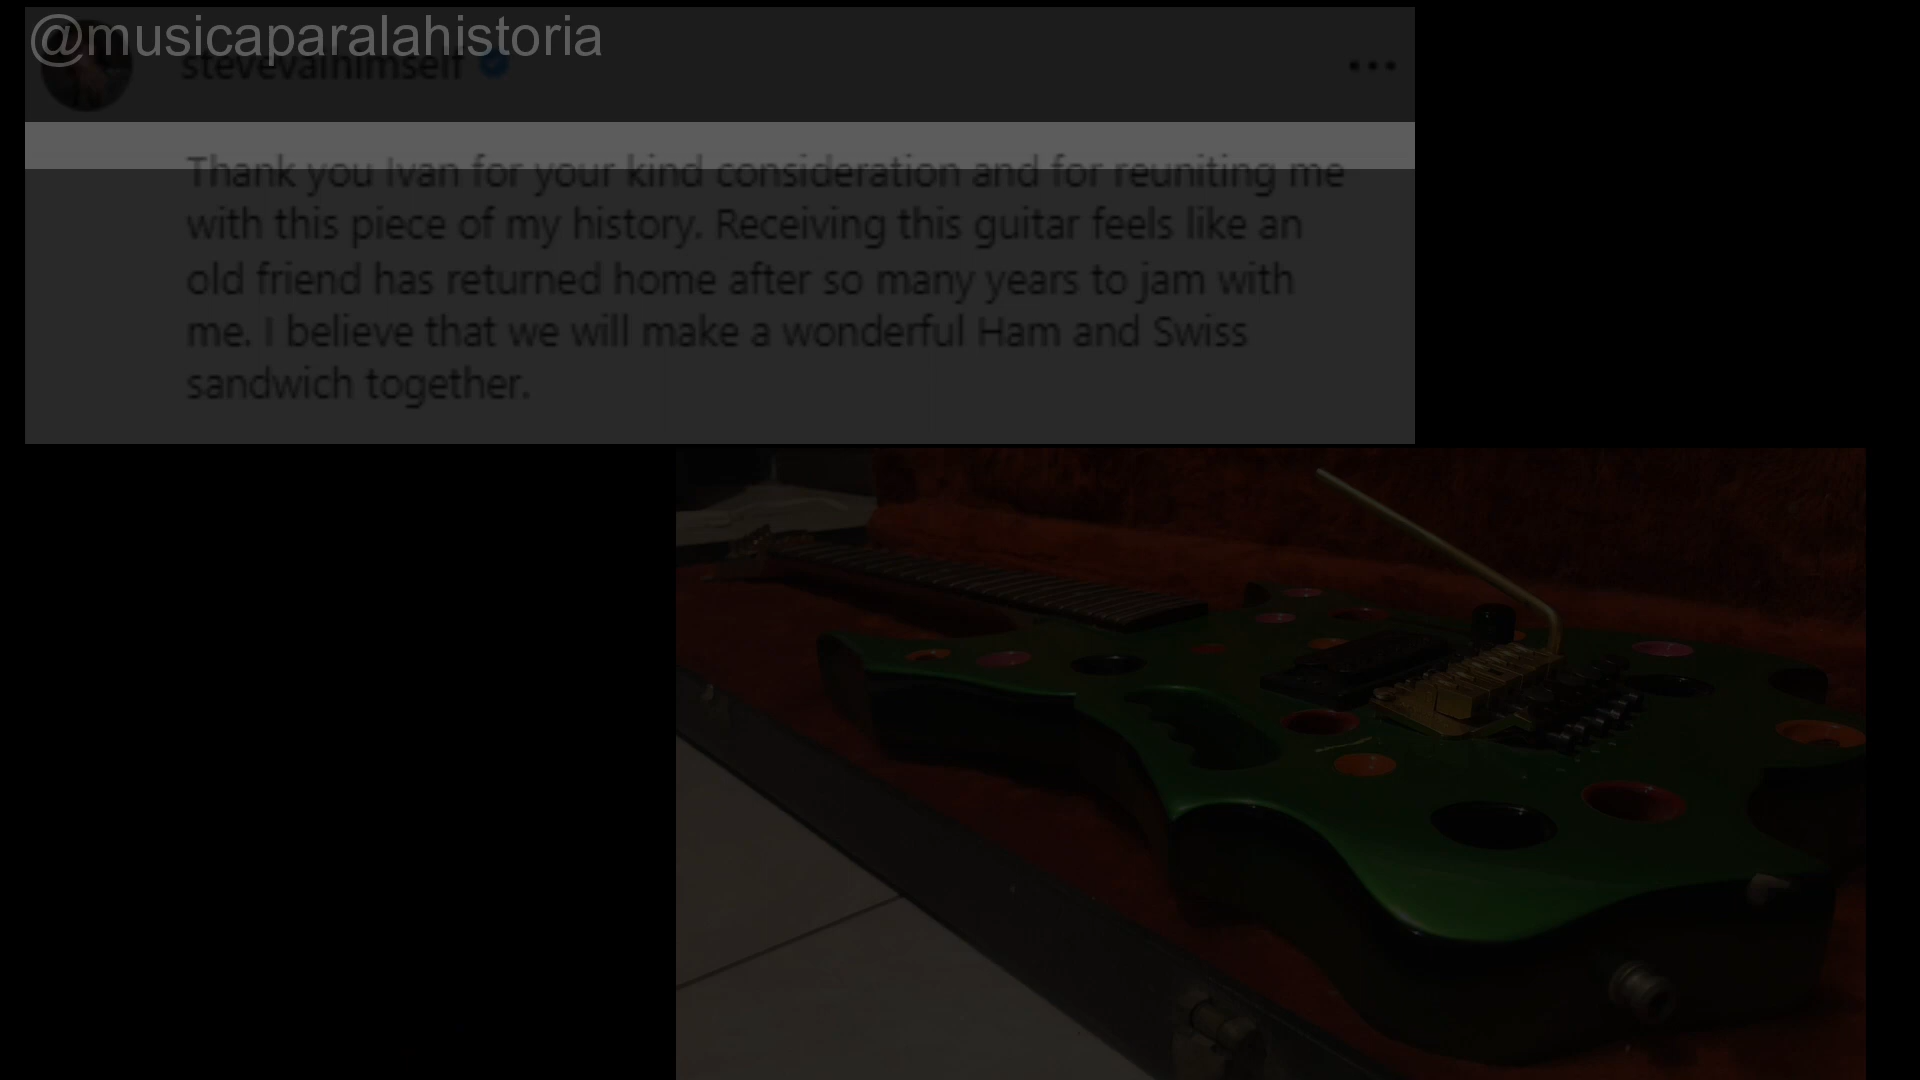 @musicaparalahistoria
stevevaihimself
Thank you Ivan for your kind consideration and for reuniting me
with this piece of my history. Receiving this guitar feels like an
old friend has returned home after so many years to jam with
me. I believe that we will make a wonderful Ham and Swiss
sandwich together.